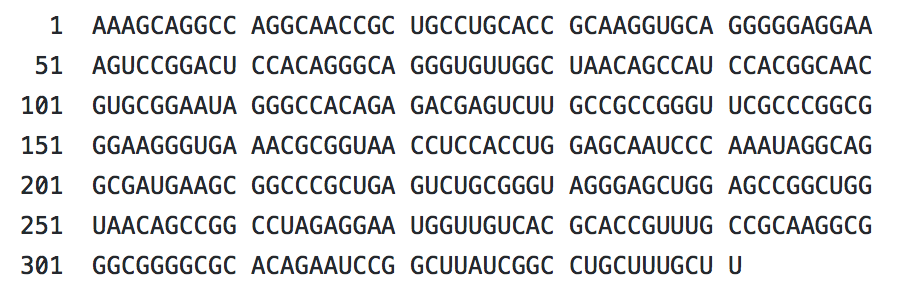 1 AAAGCAGGCC AGGCAACCGC UGCCUGCACC GCAAGGUGCA GGGGGAGGAA
51 AGUCCGGACU CCACAGGGCA GGGUGUUGGC UAACAGCCAU CCACGGCAAC
101 GUGCGGAAUA GGGCCACAGA GACGAGUCUU GCCGCCGGGU UCGCCCGGCG
151 GGAAGGGUGA AACGCGGUAA CCUCCACCUG GAGCAAUCCC AAAUAGGCAG
201 GCGAUGAAGC GGCCCGCUGA GUCUGCGGGU AGGGAGCUGG AGCCGGCUGG
251 UAACAGCCGG CCUAGAGGAA UGGUUGUCAC GCACCGUUUG CCGCAAGGCG
301 GGCGGGGCGC ACAGAAUCCG GCUUAUCGGC CUGCUUUGCU U